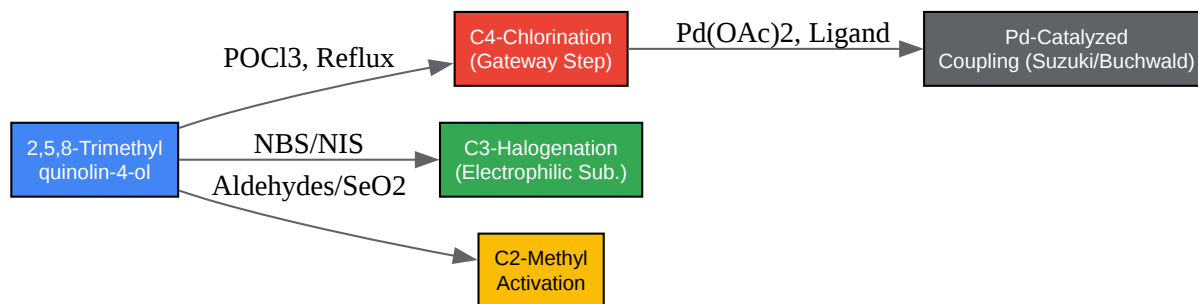 2,5,8-Trimethyl
quinolin-4-ol
POCl3, Reflux
C4-Chlorination
(Gateway Step)
Pd(OAc)2, Ligand
Pd-Catalyzed
Coupling (Suzuki/Buchwald)
NBS/NIS
C3-Halogenation
(Electrophilic Sub.)
Aldehydes/SeO2
C2-Methyl
Activation